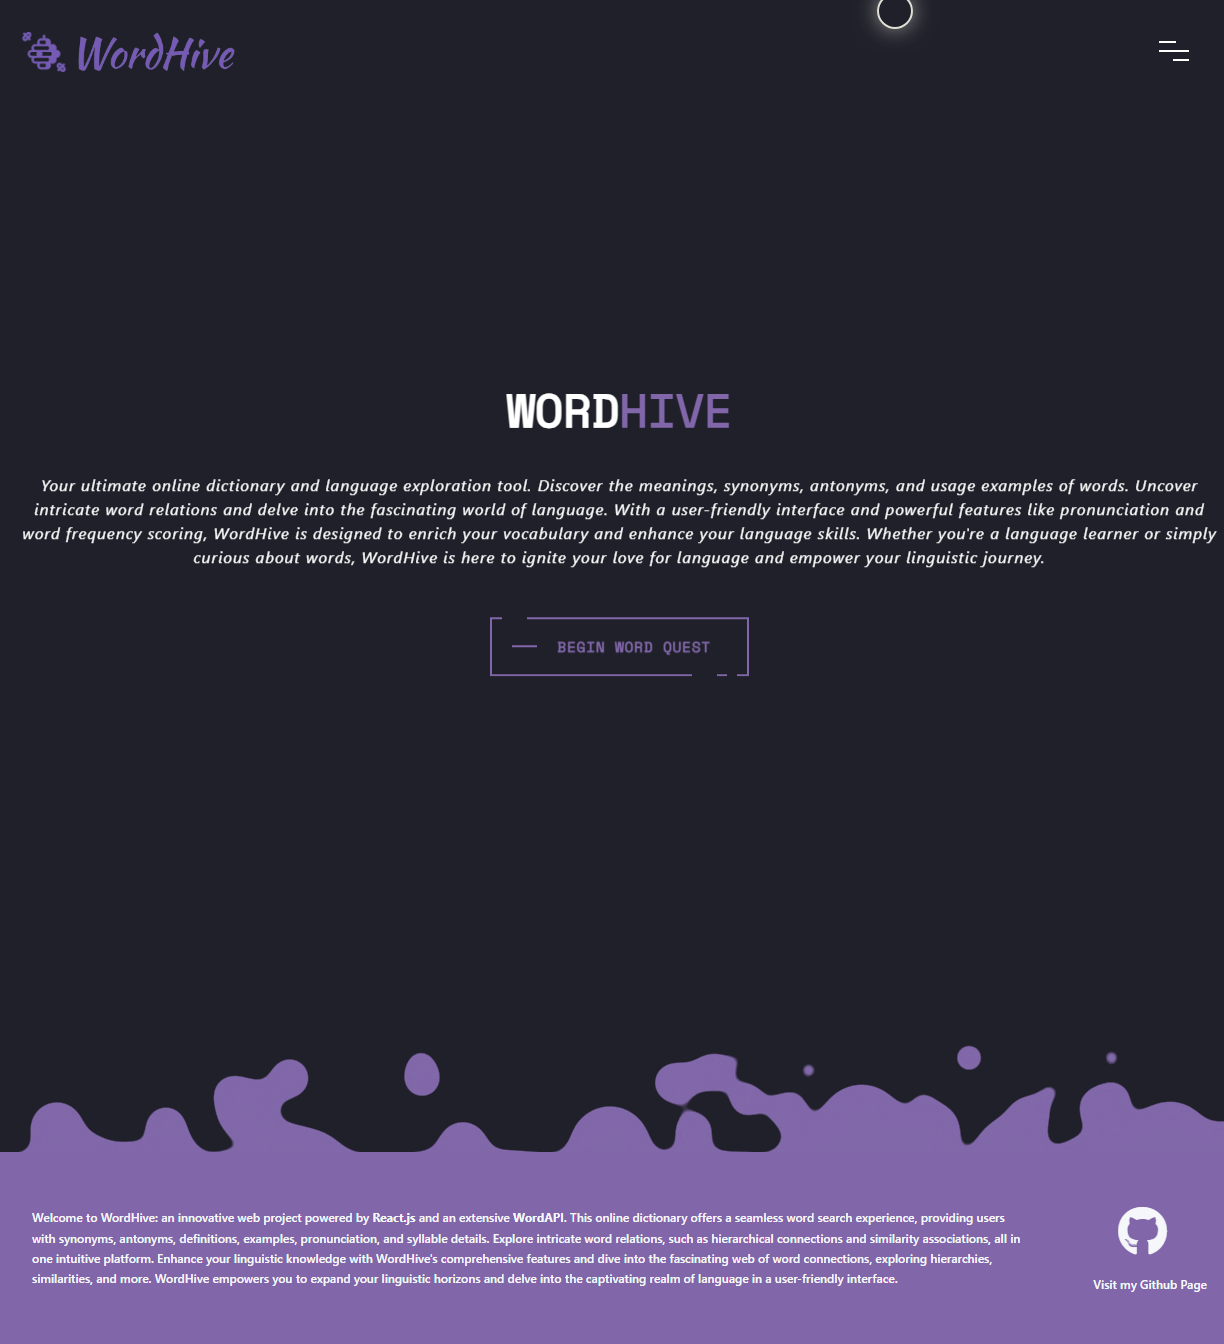 WordHive
WORDHIVE
Your ultimate online dictionary and language exploration tool. Discover the meanings, synonyms, antonyms, and usage examples of words. Uncover
intricate word relations and delve into the fascinating world of language. With a user-friendly interface and powerful features like pronunciation and
word frequency scoring, WordHive is designed to enrich your vocabulary and enhance your language skills. Whether you're a language learner or simply
curious about words, WordHive is here to ignite your love for language and empower your linguistic journey.
BEGIN WORD QUEST
Welcome to WordHive: an innovative web project powered by React.js and an extensive WordAPI. This online dictionary offers a seamless word search experience, providing users
with synonyms, antonyms, definitions, examples, pronunciation, and syllable details. Explore intricate word relations, such as hierarchical connections and similarity associations, all in
one intuitive platform. Enhance your linguistic knowledge with WordHive's comprehensive features and dive into the fascinating web of word connections, exploring hierarchies,
similarities, and more. WordHive empowers you to expand your linguistic horizons and delve into the captivating realm of language in a user-friendly interface.
Visit my Github Page